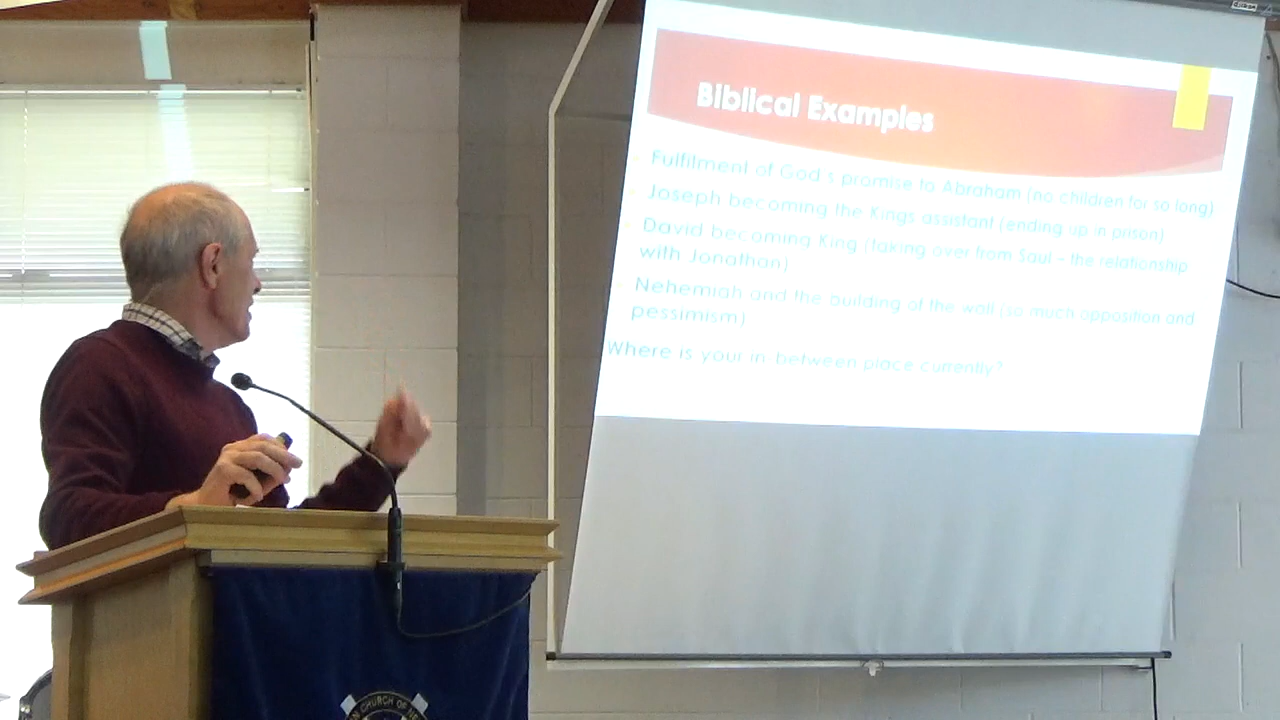 Biblical Examples
Fulfilment of God s promise to Abraham (no children for so long)
Joseph becoming the Kings assistant (ending up in prison)
David becoming King (taking over from Saul – the relationship
with Jonathan)
Nehemiah and the building of the wall (so much opposition and
pessimism)
Where is your in between place currently?
CHURCH OF